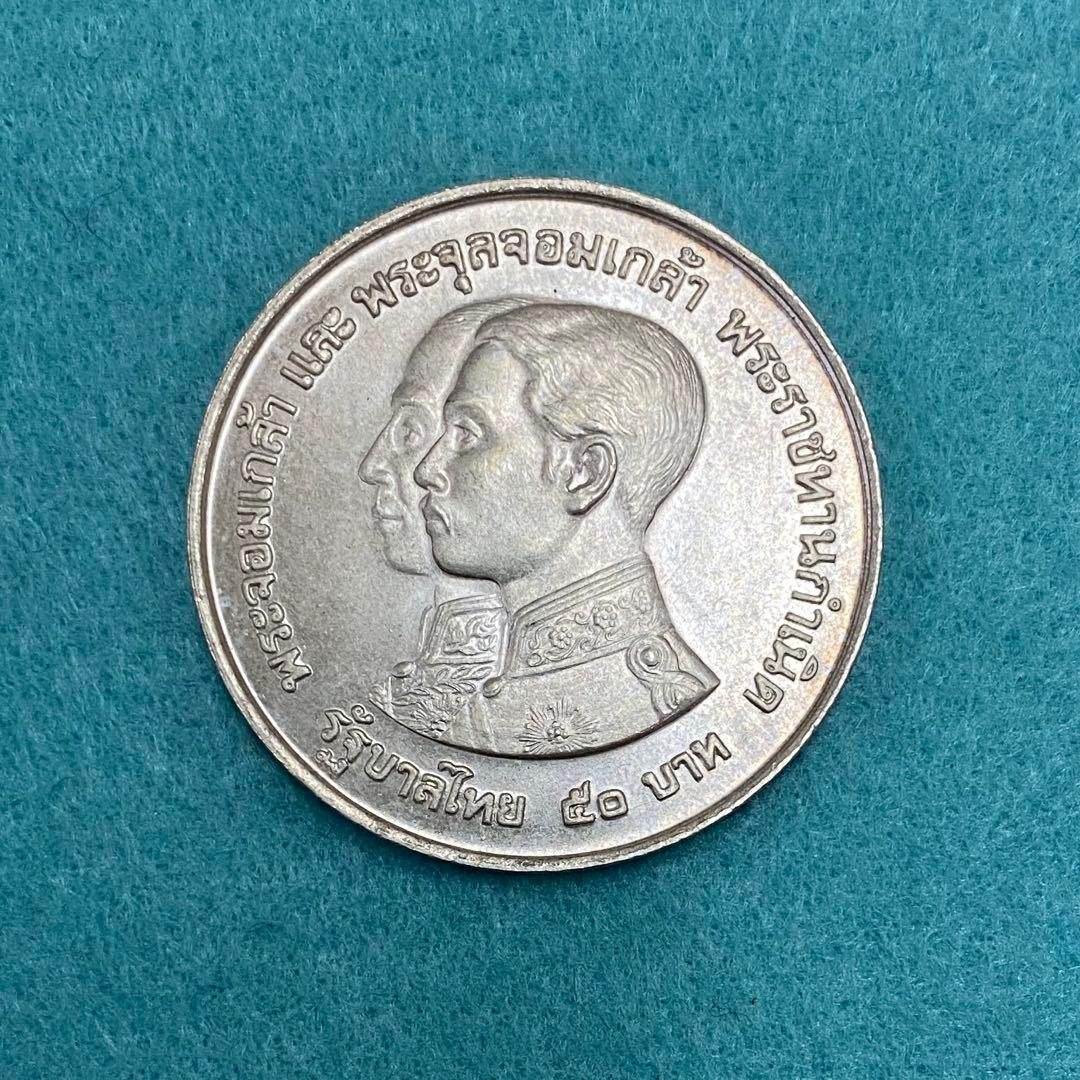 พระจอมเกล้า และ พระจุลจอมเกล้า พระราชทานกำเนิด
รัฐบาลไทย ๕๐ บาท